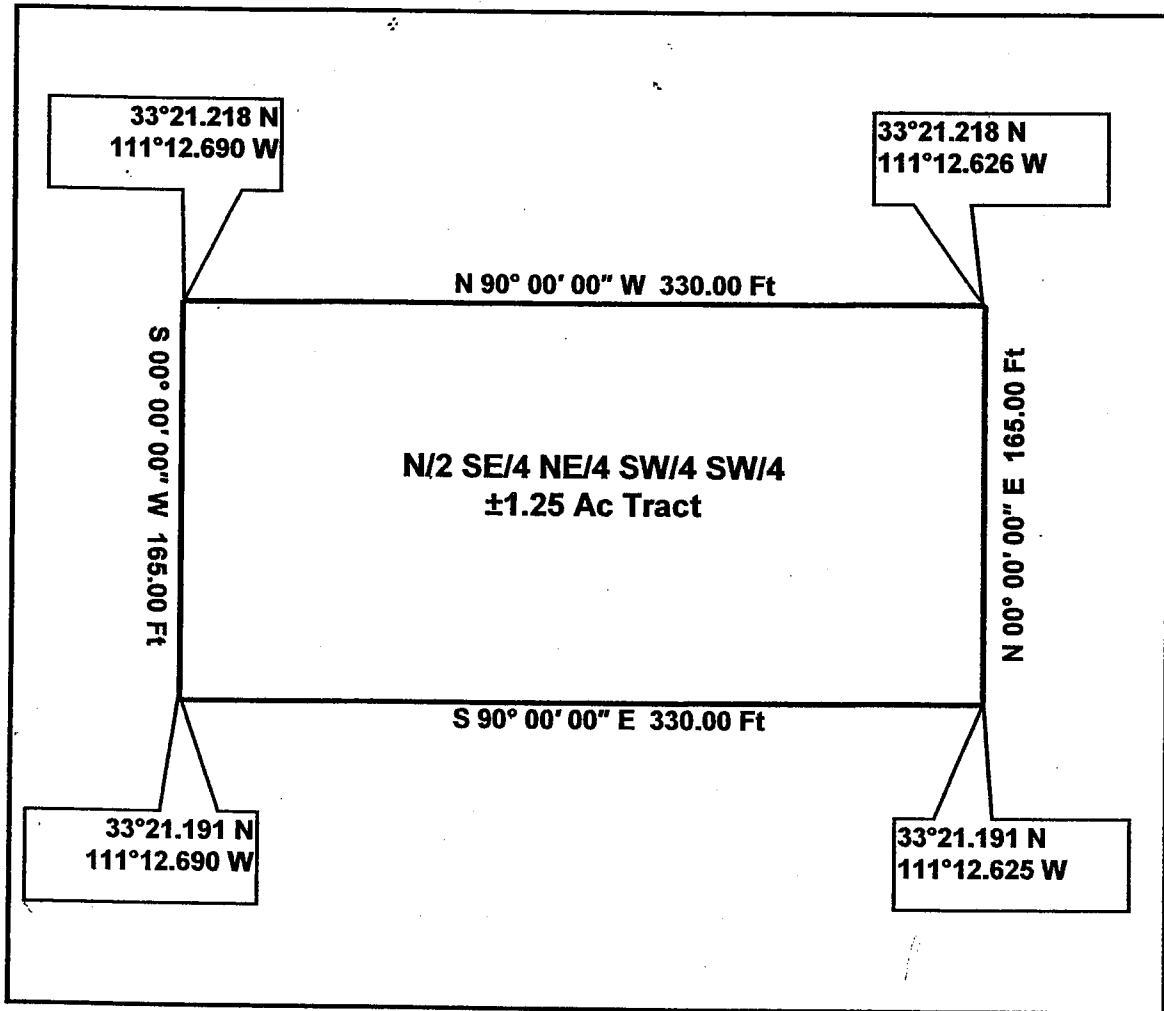 33°21.218 N
111°12.690 W
33°21.218 N
111°12.626 W
N 90° 00' 00" W 330.00 Ft
S 00° 00' 00" W 165.00 Ft
N 00° 00' 00" E 165.00 Ft
N/2 SE/4 NE/4 SW/4 SW/4
±1.25 Ac Tract
S 90° 00' 00" E 330.00 Ft
33°21.191 N
111°12.690 W
33°21.191 N
111°12.625 W